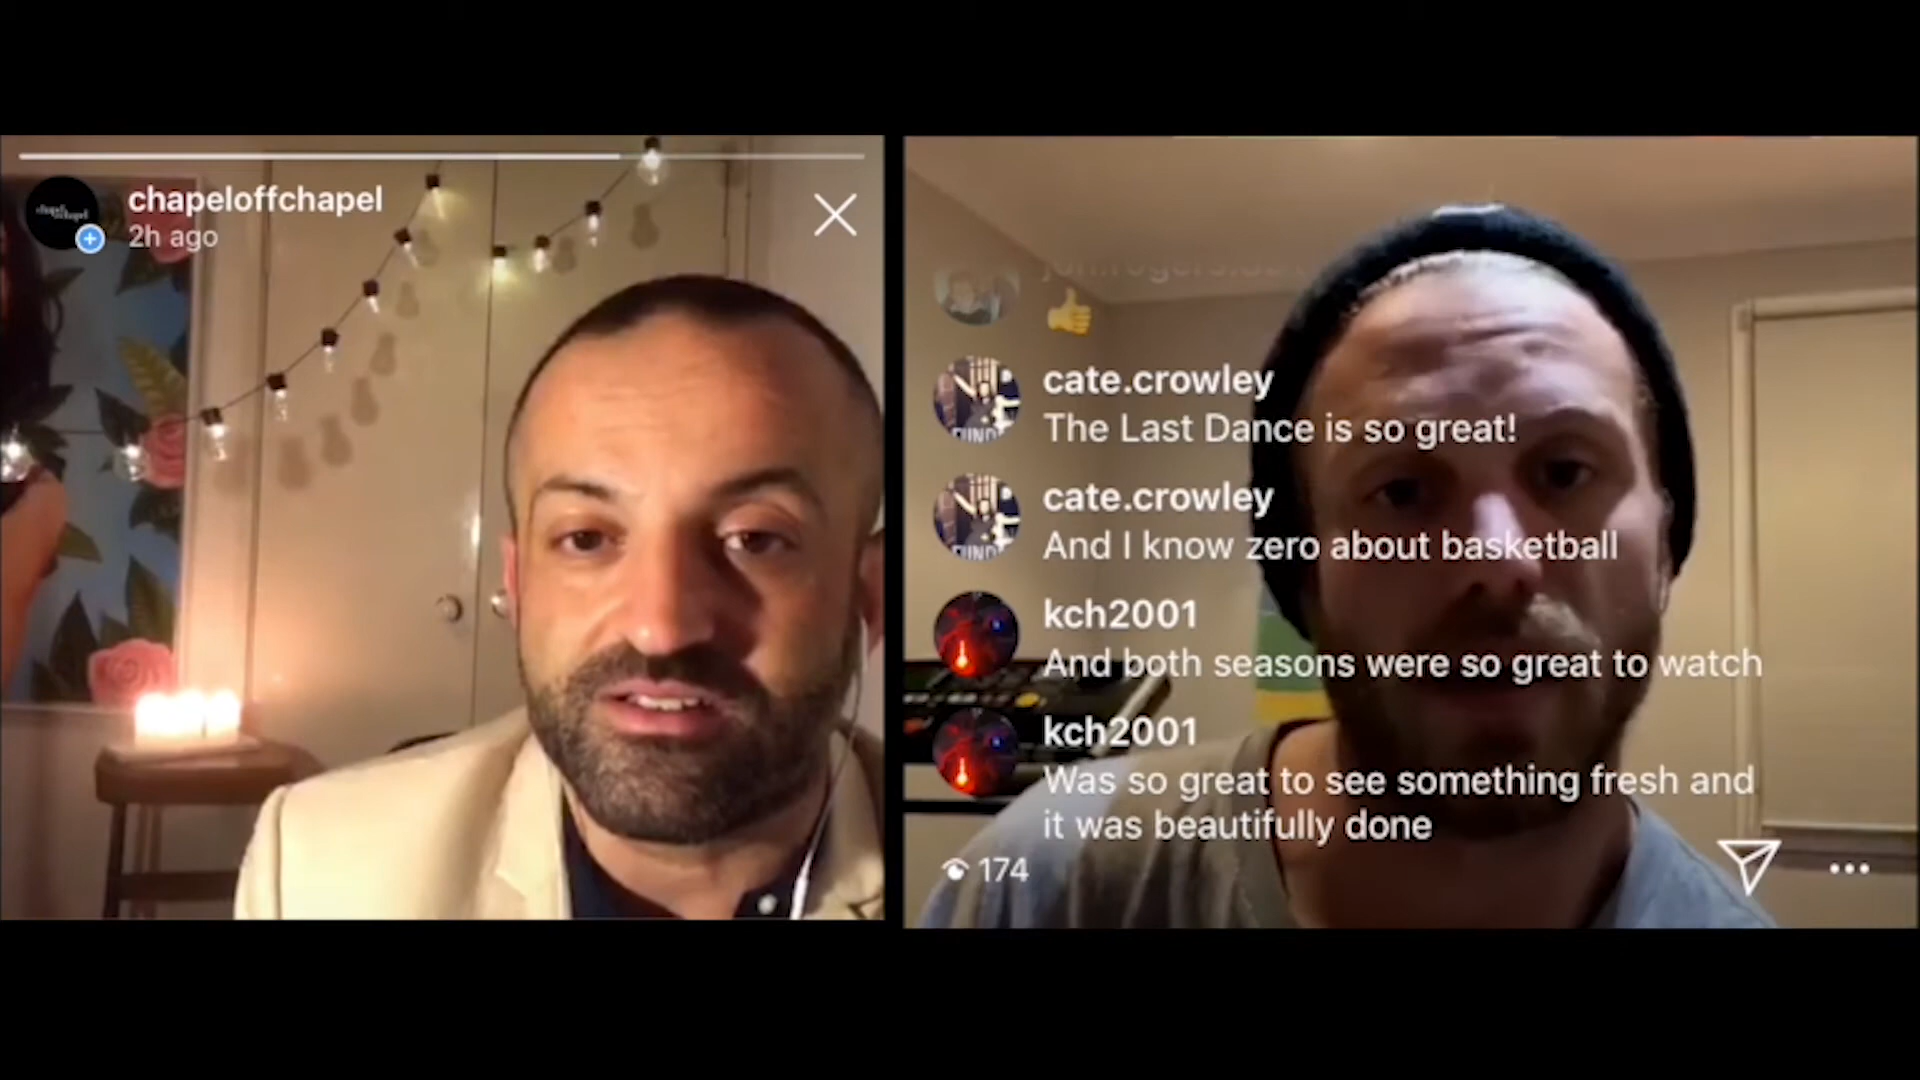 chapeloffchapel
2h ago
cate.crowley
The Last Dance is so great!
cate.crowley
And I know zero about basketball
kch2001
And both seasons were so great to watch
kch2001
Was so great to see something fresh and
it was beautifully done
174